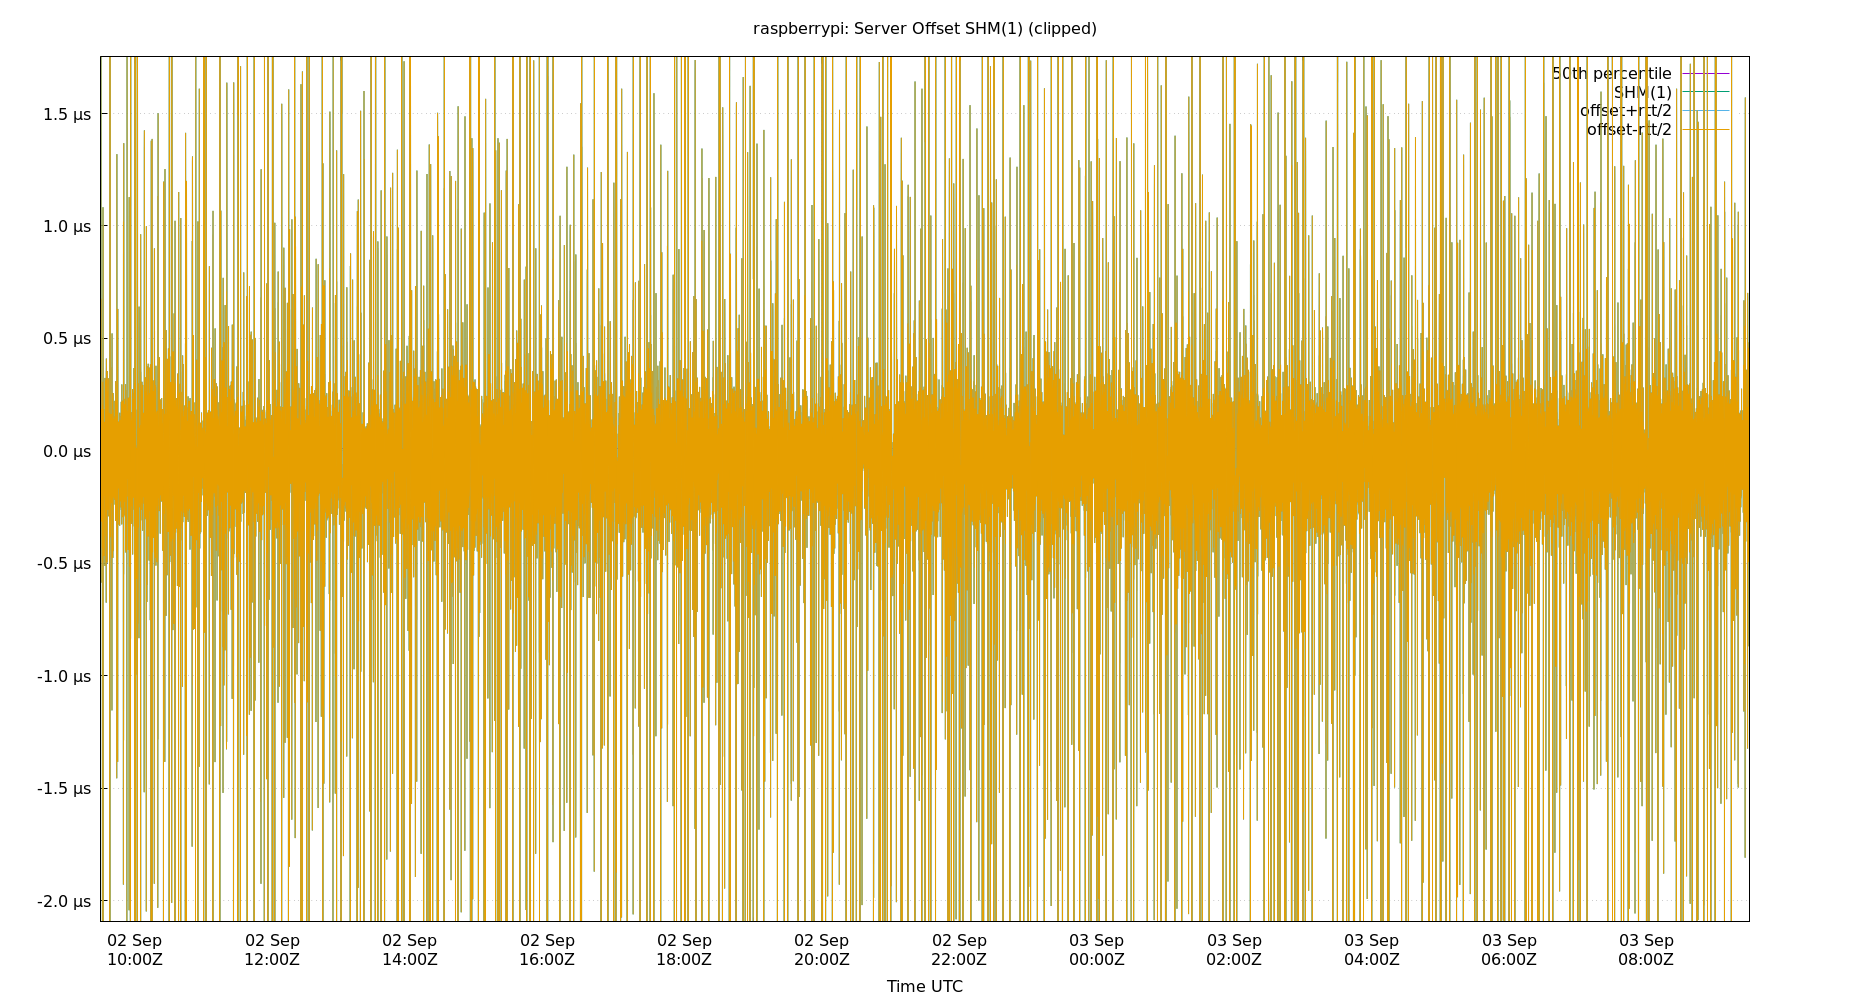 raspberrypi: Server Offset SHM(1) (clipped)
50th percentile
SHM(1)
offset+rtt/2
offset-rtt/2
1.5 µs
1.0 µs
0.5 µs
0.0 µs
-0.5 µs
-1.0 µs
-1.5 µs
-2.0 µs
02 Sep 02 Sep 02 Sep 02 Sep 02 Sep 02 Sep 02 Sep 03 Sep 03 Sep 03 Sep 03 Sep 03 Sep
10:00Z 12:00Z 14:00Z 16:00Z 18:00Z 20:00Z 22:00Z 00:00Z 02:00Z 04:00Z 06:00Z 08:00Z
Time UTC